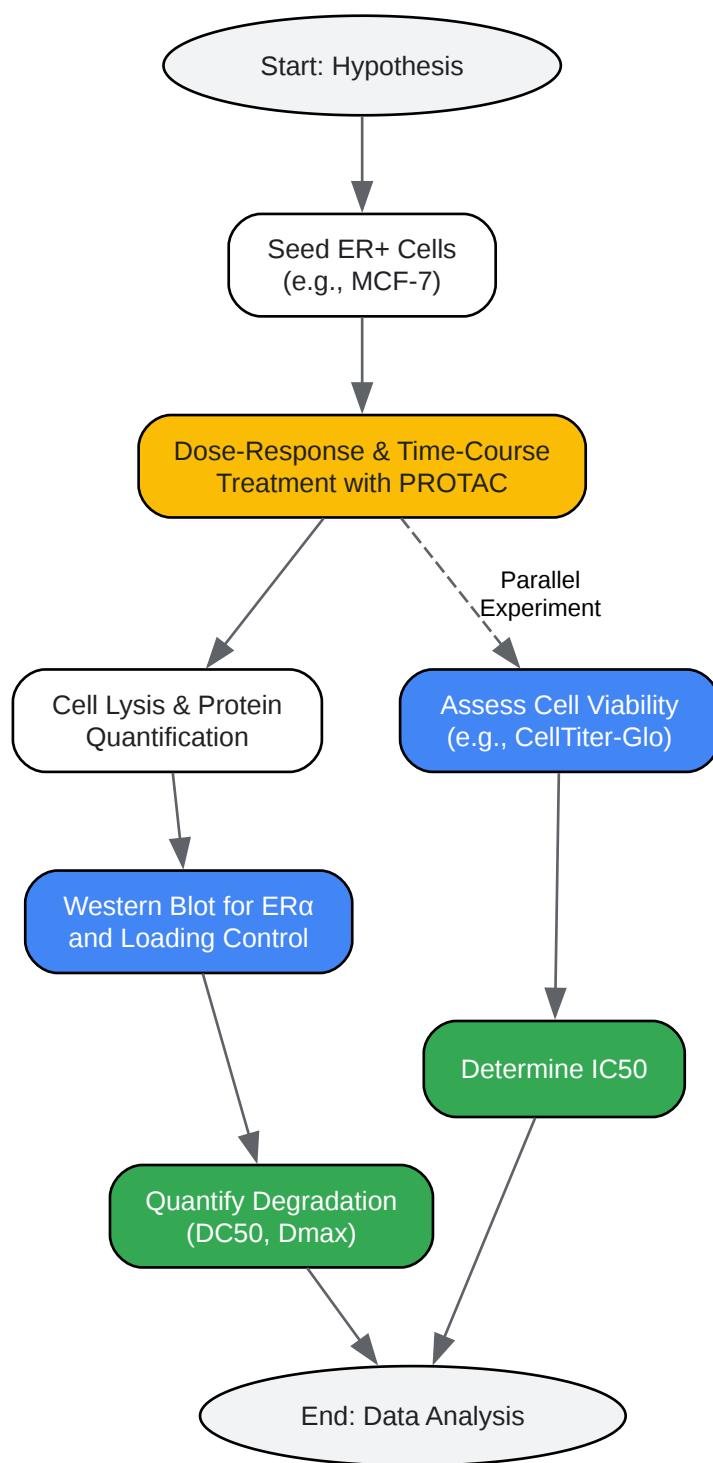 Start: Hypothesis
Seed ER+ Cells
(e.g., MCF-7)
Dose-Response & Time-Course
Treatment with PROTAC
Parallel
Experiment
Cell Lysis & Protein
Quantification
Assess Cell Viability
(e.g., CellTiter-Glo)
Western Blot for ERα
and Loading Control
Determine IC50
Quantify Degradation
(DC50, Dmax)
End: Data Analysis